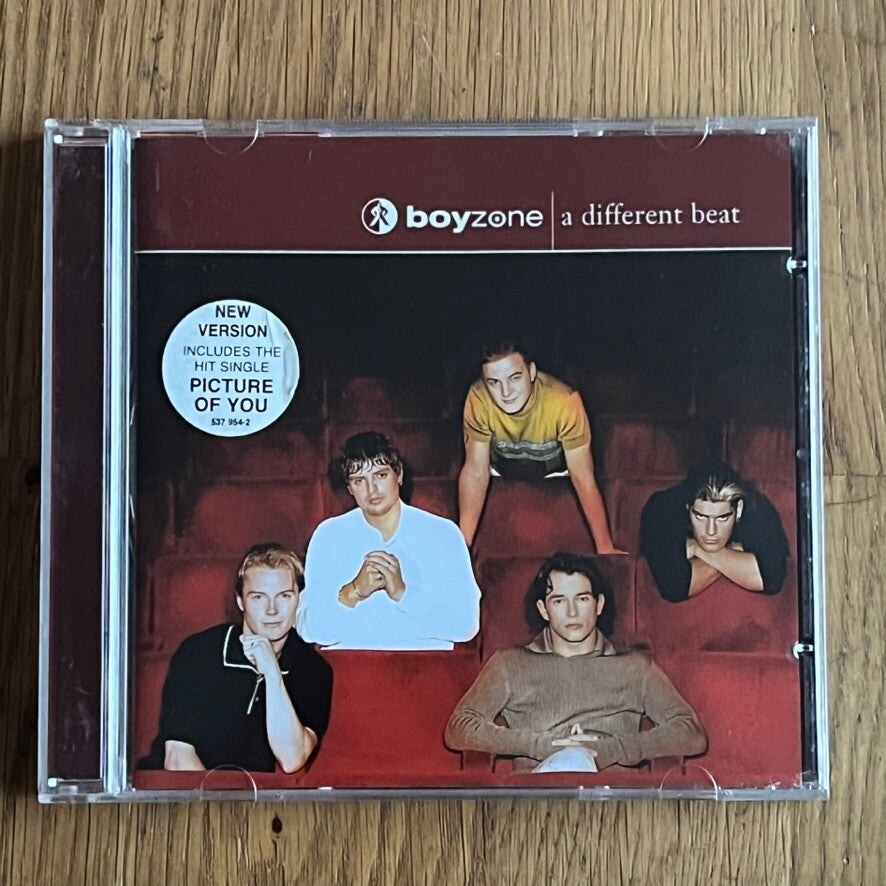 boyzone a different beat
NEW
VERSION
INCLUDES THE
HIT SINGLE
PICTURE
OF YOU
537 954-2